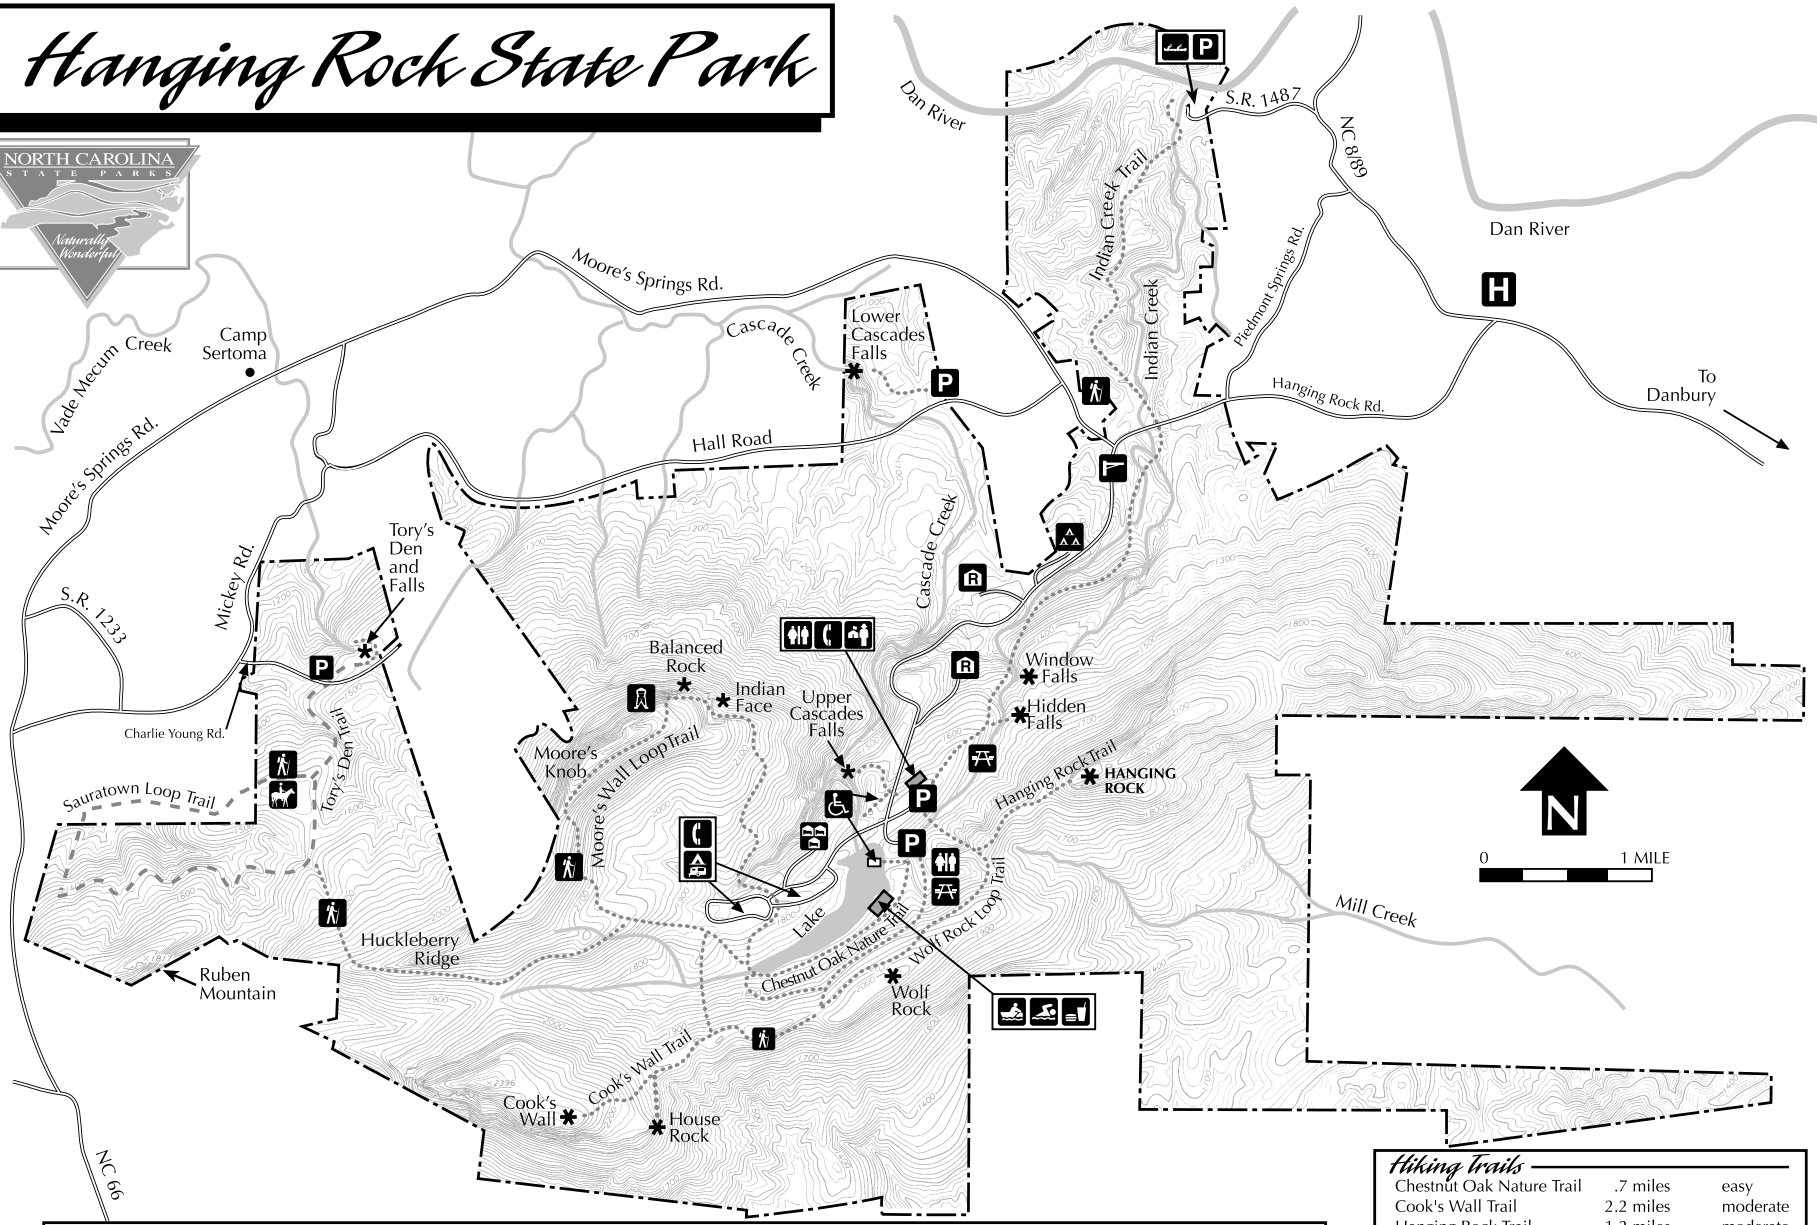 Hanging Rock State Park
NORTH CAROLINA
STATE PARKS
Naturally
Wonderful
Dan River
P
S.R. 1487
NC 8/89
Dan River
H
Indian Creek Trail
Indian Creek
Piedmont Springs Rd.
Hanging Rock Rd.
To
Danbury
Moore's Springs Rd.
Vade Mecum Creek
Camp
Sertoma
Moore's Springs Rd.
Cascade Creek
Lower
Cascades
Falls
P
Hall Road
Cascade Creek
R
R
Tory's
Den
and
Falls
Mickey Rd.
S.R. 1233
P
Charlie Young Rd.
Tory's Den Trail
Sauratown Loop Trail
Balanced
Rock
Indian
Face
Upper
Cascades
Falls
Moore's
Knob
Moore's Wall Loop Trail
Window
Falls
Hidden
Falls
Hanging Rock Trail
HANGING
ROCK
P
P
N
0 1 MILE
Mill Creek
Lake
Chestnut Oak Nature Trail
Wolf Rock Loop Trail
Wolf
Rock
Huckleberry
Ridge
Ruben
Mountain
Cook's Wall Trail
2396
Cook's
Wall
House
Rock
NC 66
Hiking Trails
Chestnut Oak Nature Trail .7 miles easy
Cook's Wall Trail 2.2 miles moderate